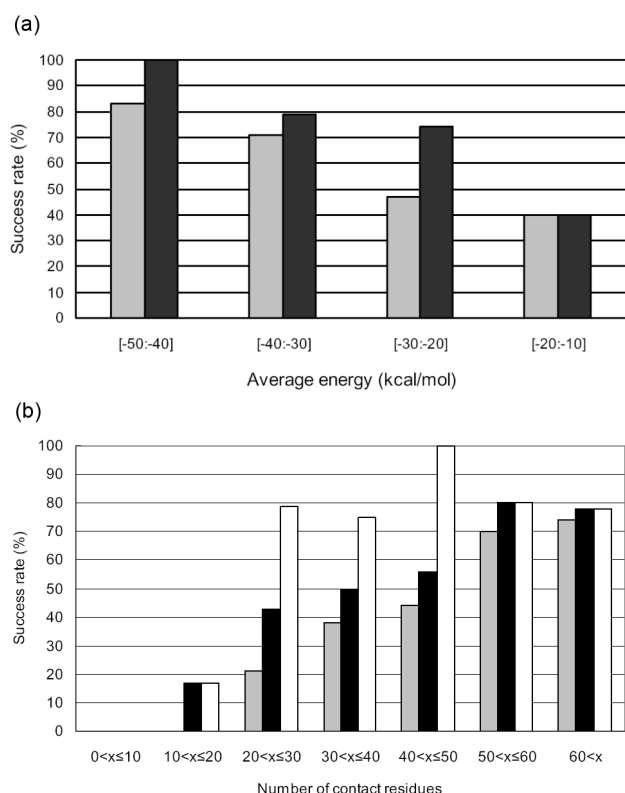 (a)
100
90
80
70
60
50
40
30
20
10
0
Success rate (%)
[-50:-40] [-40:-30] [-30:-20] [-20:-10]
Average energy (kcal/mol)
(b)
100
90
80
70
60
50
40
30
20
10
0
Success rate (%)
0<x≤10 10<x≤20 20<x≤30 30<x≤40 40<x≤50 50<x≤60 60<x
Number of contact residues